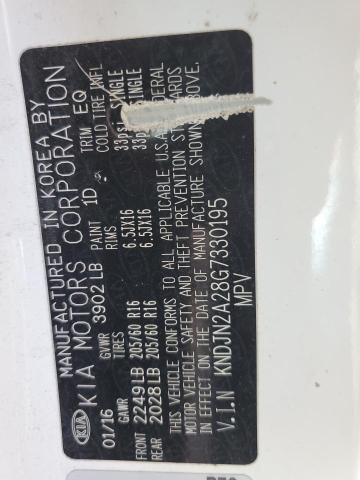 MANUFACTURED IN KOREA BY
KIA KIA MOTORS CORPORATION
01/16 GVWR 3902 LB PAINT 1D TRIM EQ
GAWR TIRES RIMS COLD TIRE INFL
FRONT 2249 LB 205/60 R16 6.5JX16 33psi SINGLE
REAR 2028 LB 205/60 R16 6.5JX16 33 SINGLE
THIS VEHICLE CONFORMS TO ALL APPLICABLE U.S.A. FEDERAL
MOTOR VEHICLE SAFETY AND THEFT PREVENTION STANDARDS
IN EFFECT ON THE DATE OF MANUFACTURE SHOWN ABOVE.
V.I.N KNDJN2A28G7330195
MPV